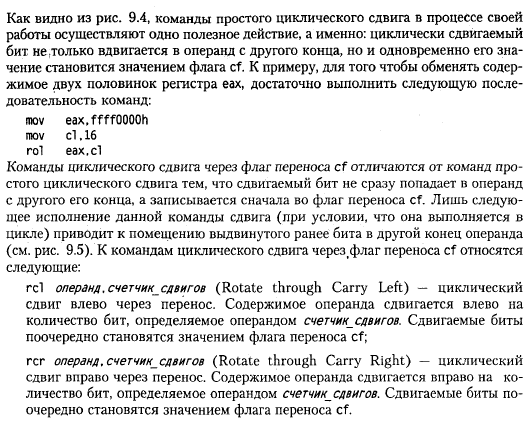 Как видно из рис. 9.4, команды простого циклического сдвига в процессе своей
работы осуществляют одно полезное действие, а именно: циклически сдвигаемый
бит не только вдвигается в операнд с другого конца, но и одновременно его зна-
чение становится значением флага cf. К примеру, для того чтобы обменять содер-
жимое двух половинок регистра eax, достаточно выполнить следующую после-
довательность команд:
mov eax,ffff0000h
mov cl,16
rol eax,cl
Команды циклического сдвига через флаг переноса cf отличаются от команд про-
стого циклического сдвига тем, что сдвигаемый бит не сразу попадает в операнд
с другого его конца, а записывается сначала во флаг переноса cf. Лишь следую-
щее исполнение данной команды сдвига (при условии, что она выполняется в
цикле) приводит к помещению выдвинутого ранее бита в другой конец операнда
(см. рис. 9.5). К командам циклического сдвига через флаг переноса cf относятся
следующие:
rcl операнд,счетчик_сдвигов (Rotate through Carry Left) — циклический
сдвиг влево через перенос. Содержимое операнда сдвигается влево на
количество бит, определяемое операндом счетчик_сдвигов. Сдвигаемые биты
поочередно становятся значением флага переноса cf;
rcr операнд,счетчик_сдвигов (Rotate through Carry Right) — циклический
сдвиг вправо через перенос. Содержимое операнда сдвигается вправо на ко-
личество бит, определяемое операндом счетчик_сдвигов. Сдвигаемые биты по-
очередно становятся значением флага переноса cf.